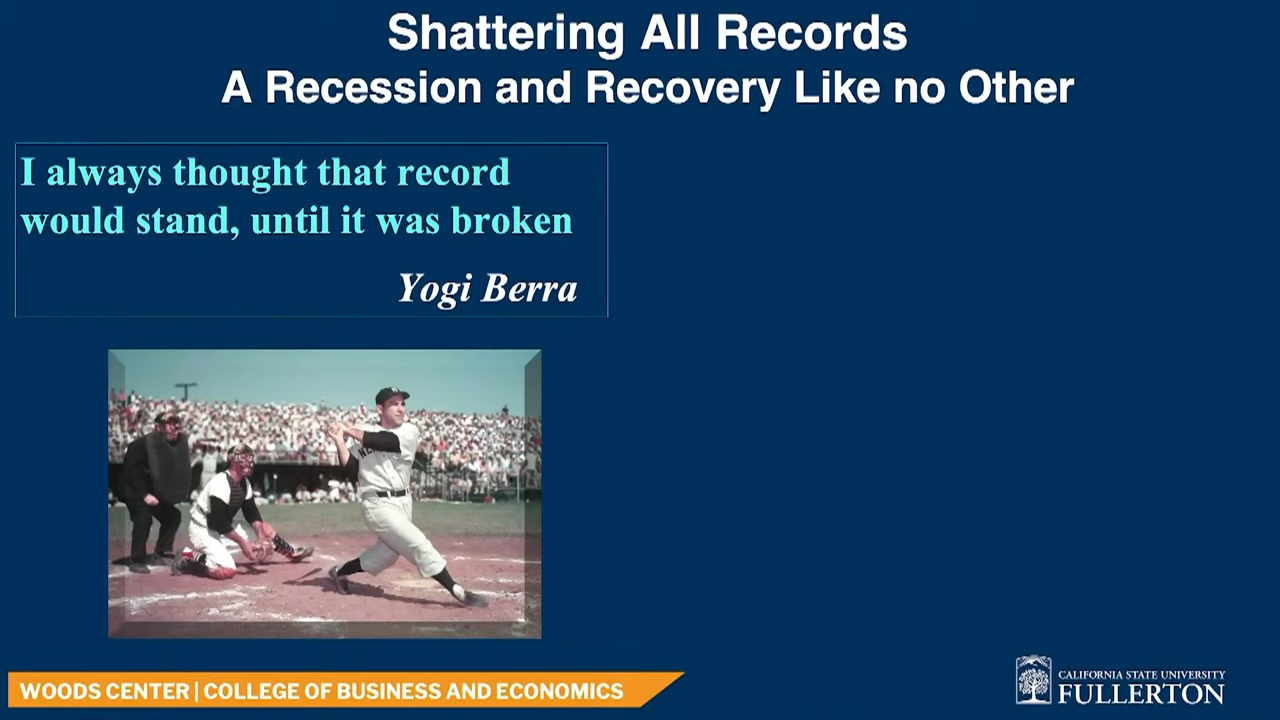 Shattering All Records
A Recession and Recovery Like no Other
I always thought that record
would stand, until it was broken
Yogi Berra
WOODS CENTER | COLLEGE OF BUSINESS AND ECONOMICS
CALIFORNIA STATE UNIVERSITY
FULLERTON